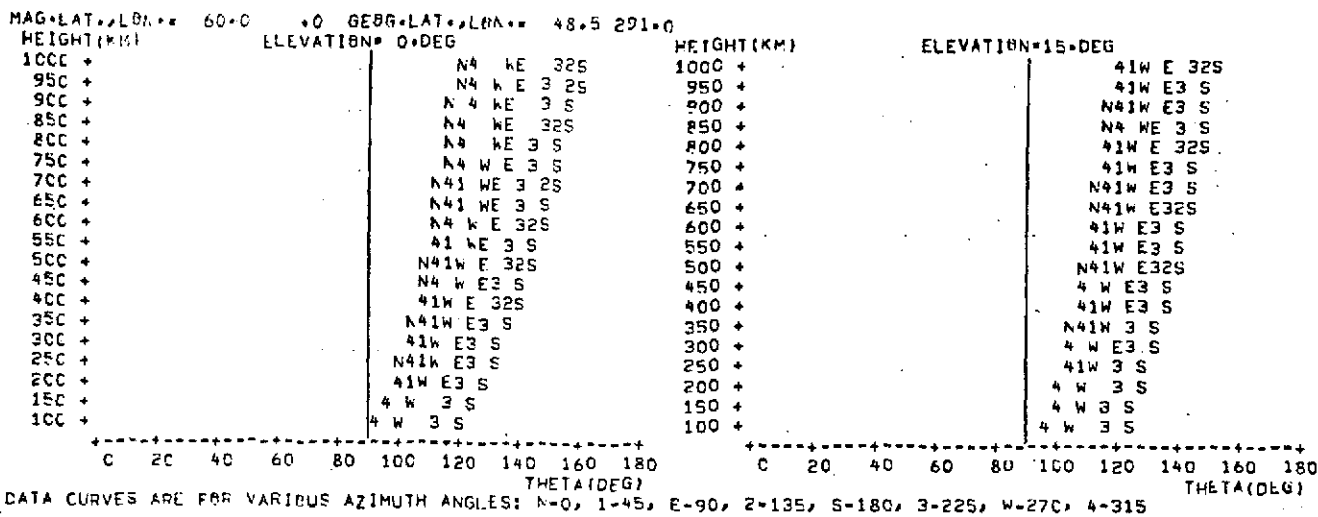 MAG.LAT.,LON.= 60.0 .0 GEOG.LAT.,LON.= 48.5 291.0
HEIGHT(KM) ELEVATION= 0.DEG
1000 + N4 WE 32S
950 + N4 W E 3 2S
900 + N 4 WE 3 S
850 + N4 WE 32S
800 + N4 WE 3 S
750 + N4 W E 3 S
700 + N41 WE 3 2S
650 + N41 WE 3 S
600 + N4 W E 32S
550 + 41 WE 3 S
500 + N41W E 32S
450 + N4 W E3 S
400 + 41W E 32S
350 + N41W E3 S
300 + 41W E3 S
250 + N41W E3 S
200 + 41W E3 S
150 + 4 W 3 S
100 + 4 W 3 S
0 20 40 60 80 100 120 140 160 180
THETA(DEG)
HEIGHT(KM) ELEVATION=15.DEG
1000 + 41W E 32S
950 + 41W E3 S
900 + N41W E3 S
850 + N4 WE 3 S
800 + 41W E 32S
750 + 41W E3 S
700 + N41W E3 S
650 + N41W E32S
600 + 41W E3 S
550 + 41W E3 S
500 + N41W E32S
450 + 4 W E3 S
400 + 41W E3 S
350 + N41W 3 S
300 + 4 W E3 S
250 + 41W 3 S
200 + 4 W 3 S
150 + 4 W 3 S
100 + 4 W 3 S
0 20 40 60 80 100 120 140 160 180
THETA(DEG)
DATA CURVES ARE FOR VARIOUS AZIMUTH ANGLES: N=0, 1=45, E=90, 2=135, S=180, 3=225, W=270, 4=315